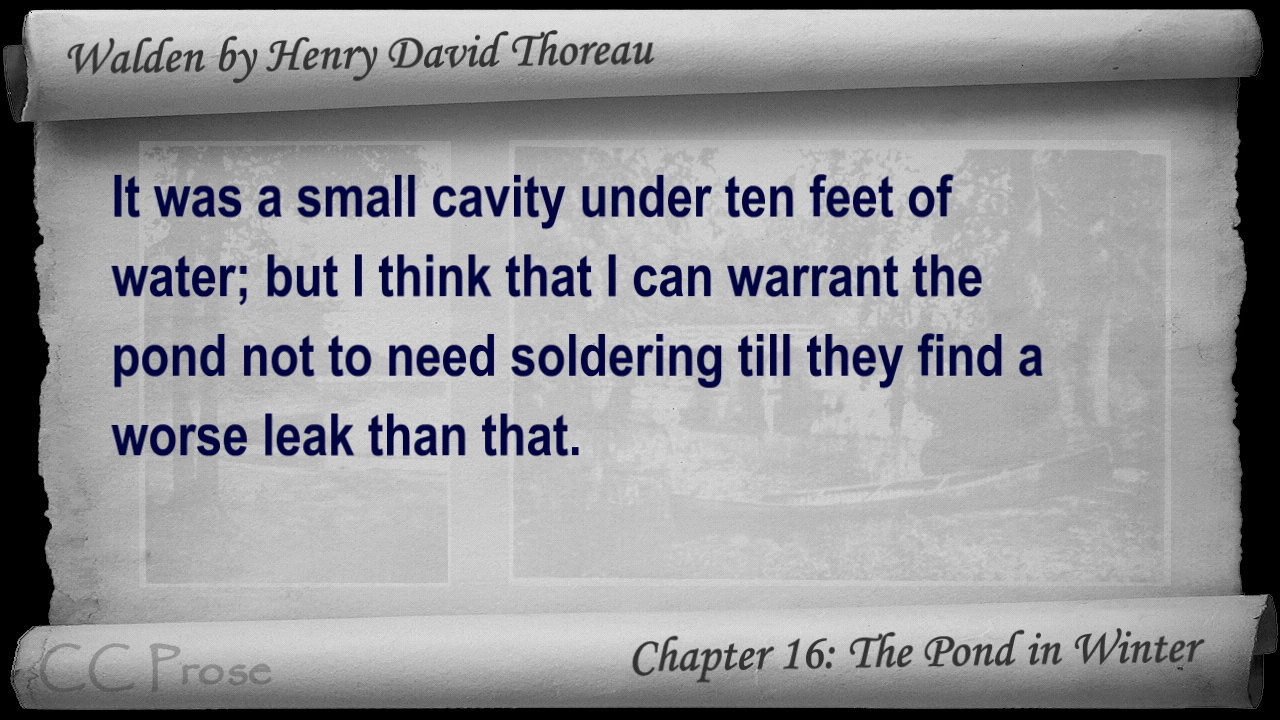 Walden by Henry David Thoreau
It was a small cavity under ten feet of
water; but I think that I can warrant the
pond not to need soldering till they find a
worse leak than that.
CC Prose
Chapter 16: The Pond in Winter